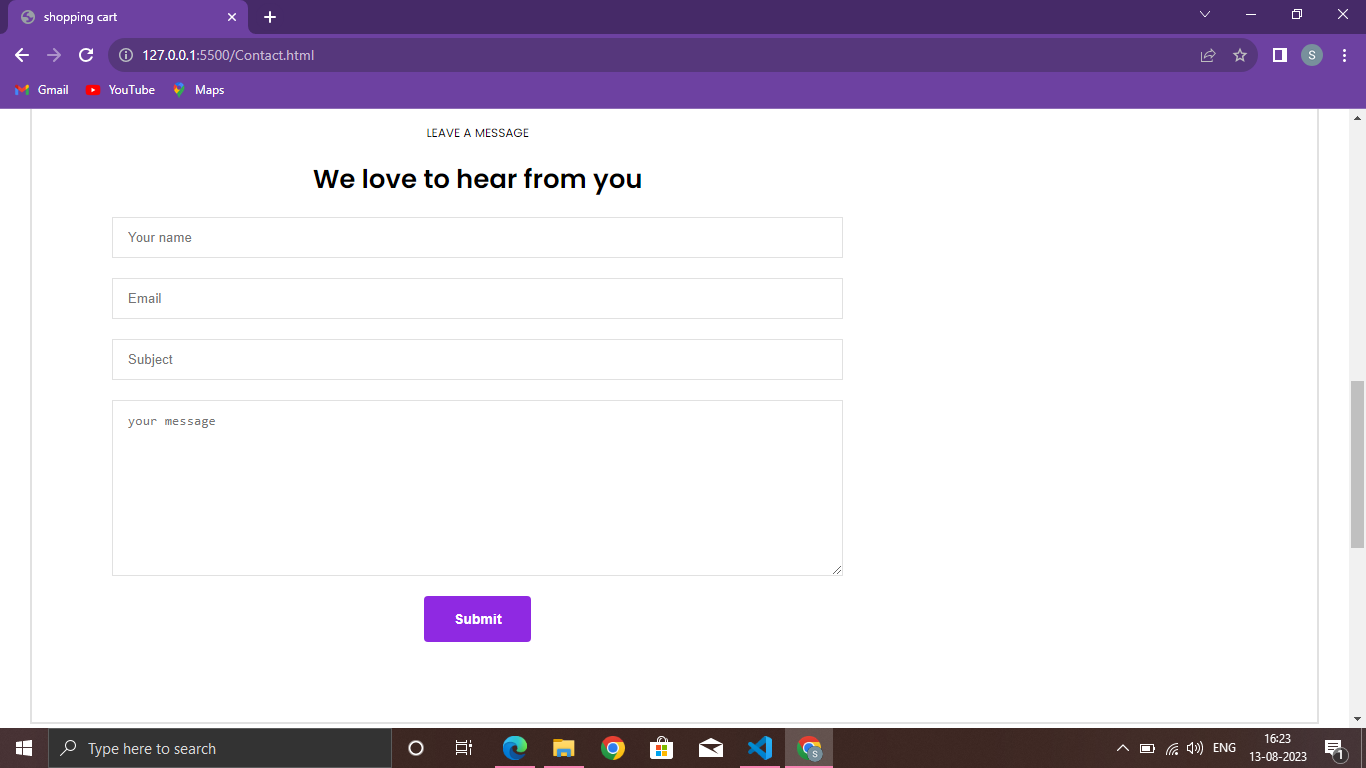 shopping cart
127.0.0.1:5500/Contact.html
S
Gmail
YouTube
Maps
LEAVE A MESSAGE
We love to hear from you
Your name
Email
Subject
your message
Submit
Type here to search
S
ENG
16:23
13-08-2023
1